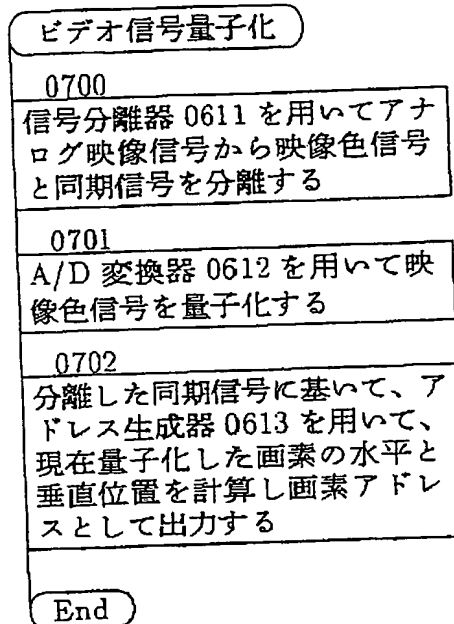 ビデオ信号量子化
0700
信号分離器 0611 を用いてアナ
ログ映像信号から映像色信号
と同期信号を分離する
0701
A/D 変換器 0612 を用いて映
像色信号を量子化する
0702
分離した同期信号に基いて、ア
ドレス生成器 0613 を用いて、
現在量子化した画素の水平と
垂直位置を計算し画素アドレ
スとして出力する
End